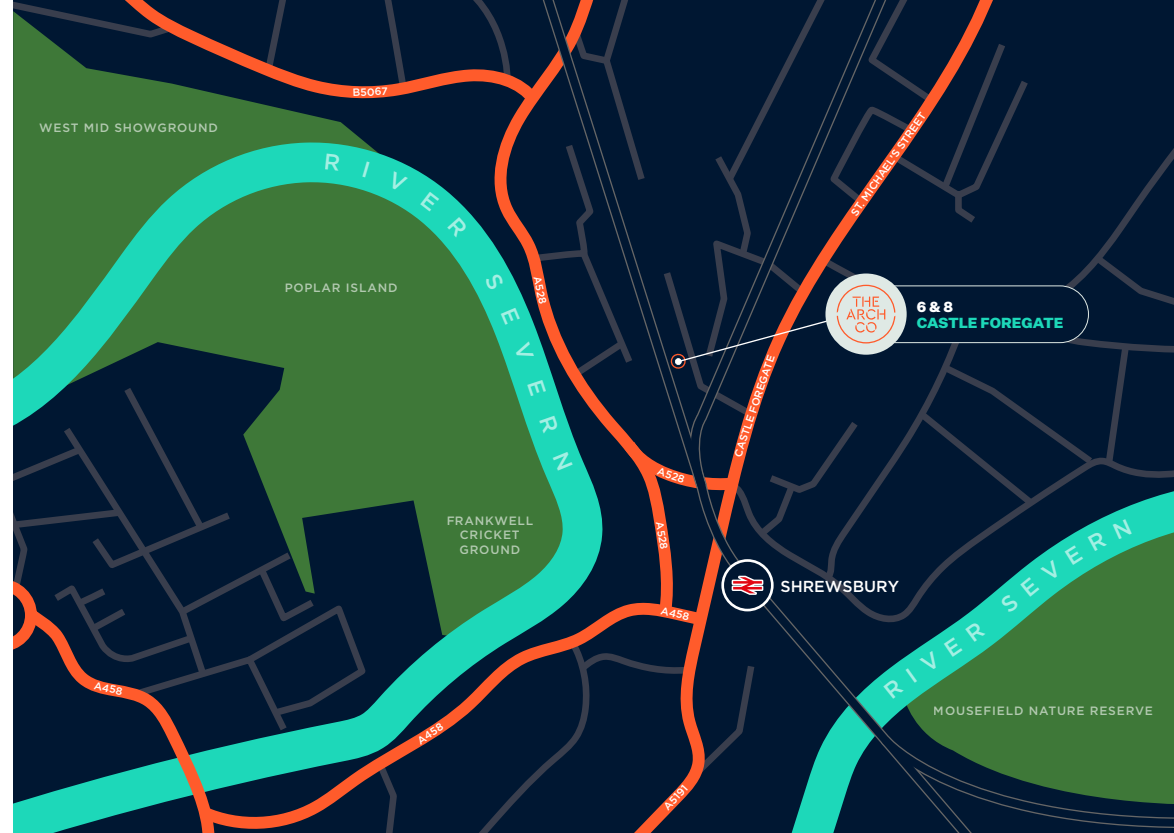 B5067
WEST MID SHOWGROUND
RIVER SEVERN
ST. MICHAEL'S STREET
POPLAR ISLAND
A528
THE
ARCH
CO
6 & 8
CASTLE FOREGATE
CASTLE FOREGATE
A528
A528
FRANKWELL
CRICKET
GROUND
SHREWSBURY
RIVER SEVERN
A458
A458
A458
MOUSEFIELD NATURE RESERVE
A5191